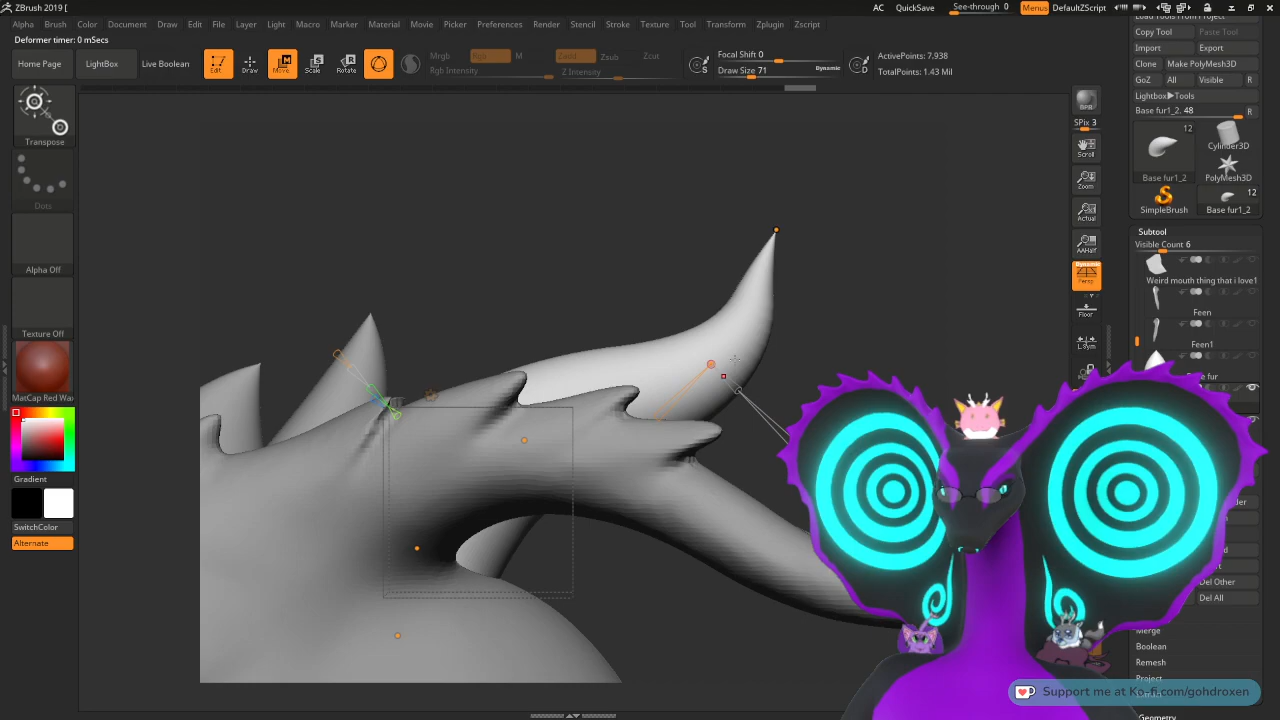 ZBrush 2019 [
AC QuickSave See-through 0 Menus DefaultZScript
Alpha Brush Color Document Draw Edit File Layer Light Macro Marker Material Movie Picker Preferences Render Stencil Stroke Texture Tool Transform Zplugin Zscript
Deformer timer: 0 mSecs
Home Page LightBox Live Boolean Edit Draw Move Scale Rotate
Mrgb Rgb M Zadd Zsub Zcut
Rgb Intensity Z Intensity
Focal Shift 0
Draw Size 71 Dynamic
ActivePoints: 7,938
TotalPoints: 1.43 Mil
Transpose
Dots
Alpha Off
Texture Off
MatCap Red Wax
Gradient
SwitchColor
Alternate
BPR
SPix 3
Scroll
Zoom
Actual
AAHalf
Dynamic
Persp
Floor
L.Sym
Load Tools From Project
Copy Tool Paste Tool
Import Export
Clone Make PolyMesh3D
GoZ All Visible R
Lightbox▶Tools
Base fur1_2. 48 R
12
Base fur1_2
Cylinder3D
PolyMesh3D
SimpleBrush
12
Base fur1_2
Subtool
Visible Count 6
Weird mouth thing that i love1
Feen
Feen1
Base fur
Del Other
Del All
Merge
Boolean
Remesh
Project
Geometry
Support me at Ko-fi.com/gohdroxen